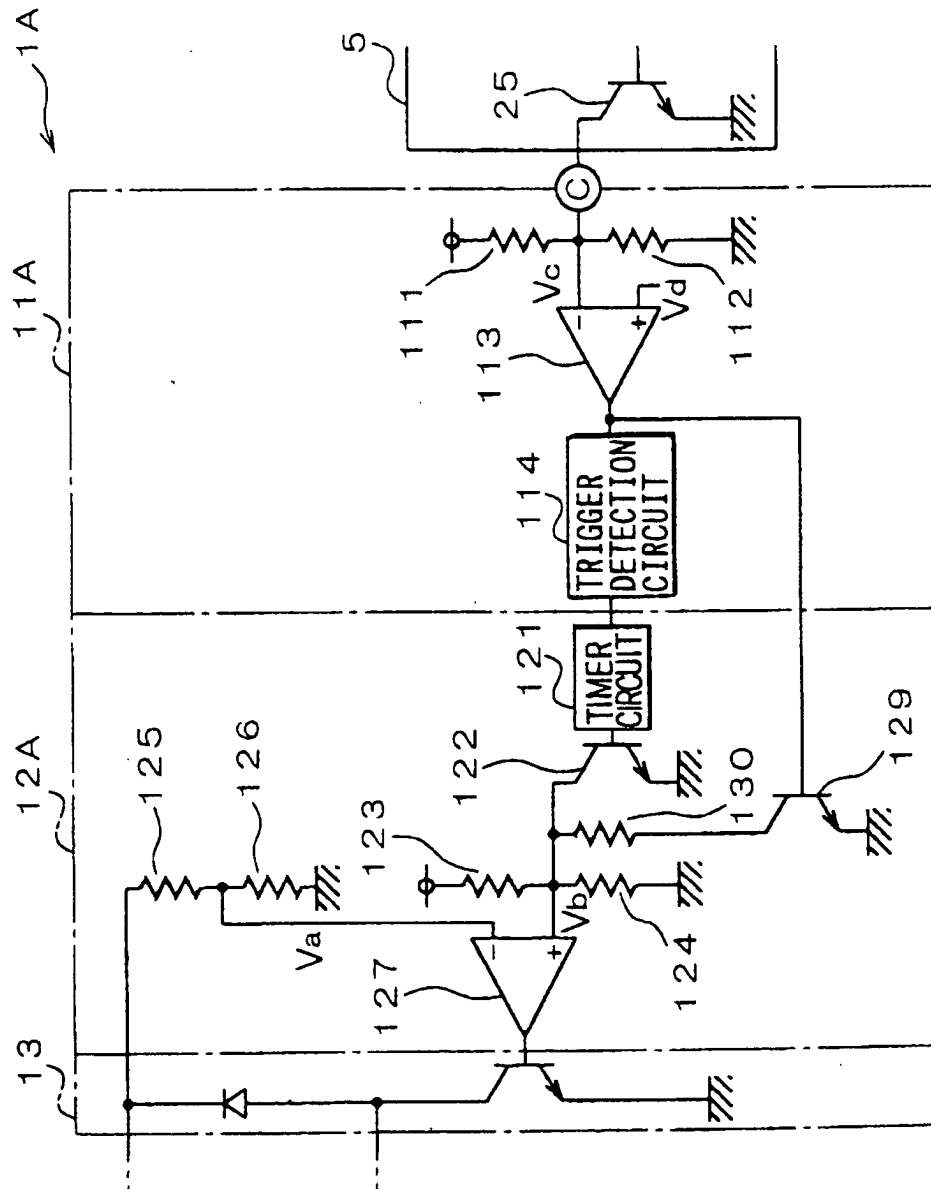 1A
13
12A
11A
5
125
126
Va
127
123
Vb
124
122
130
129
121
TIMER
CIRCUIT
114
TRIGGER
DETECTION
CIRCUIT
113
111
Vc
Vd
112
C
25
-
+
-
+